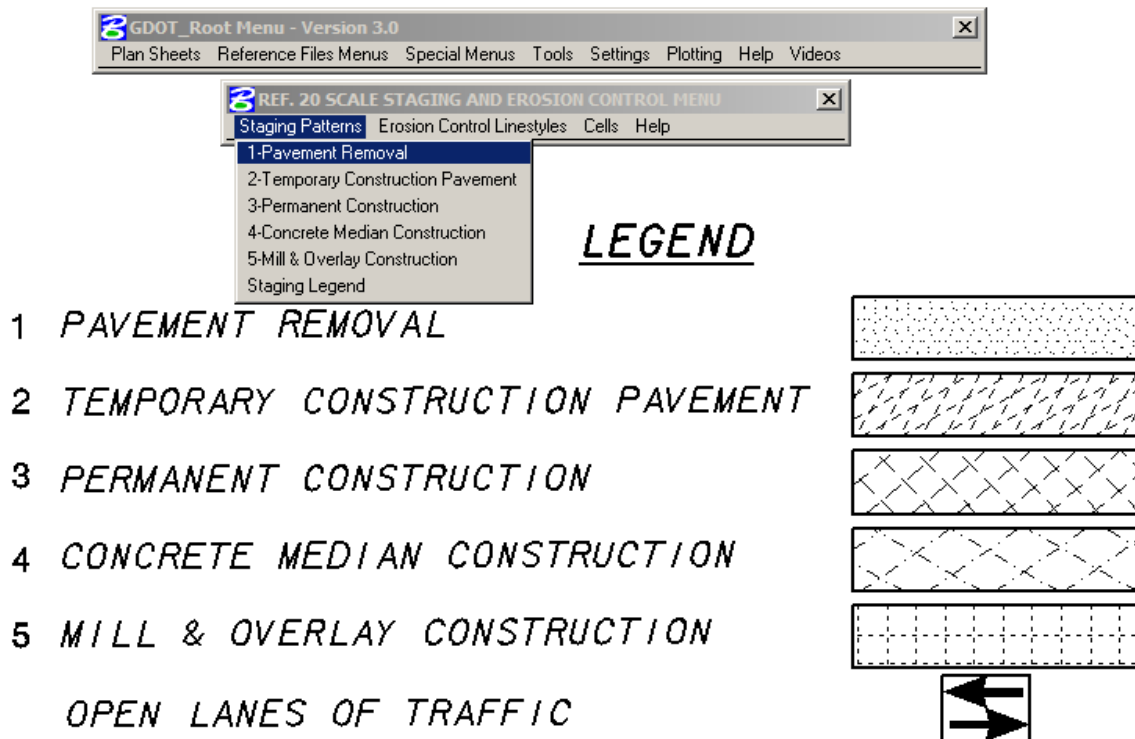 GDOT_Root Menu - Version 3.0
Plan Sheets Reference Files Menus Special Menus Tools Settings Plotting Help Videos
REF. 20 SCALE STAGING AND EROSION CONTROL MENU
Staging Patterns Erosion Control Linestyles Cells Help
1-Pavement Removal
2-Temporary Construction Pavement
3-Permanent Construction
4-Concrete Median Construction
5-Mill & Overlay Construction
Staging Legend
LEGEND
1 PAVEMENT REMOVAL
2 TEMPORARY CONSTRUCTION PAVEMENT
3 PERMANENT CONSTRUCTION
4 CONCRETE MEDIAN CONSTRUCTION
5 MILL & OVERLAY CONSTRUCTION
OPEN LANES OF TRAFFIC